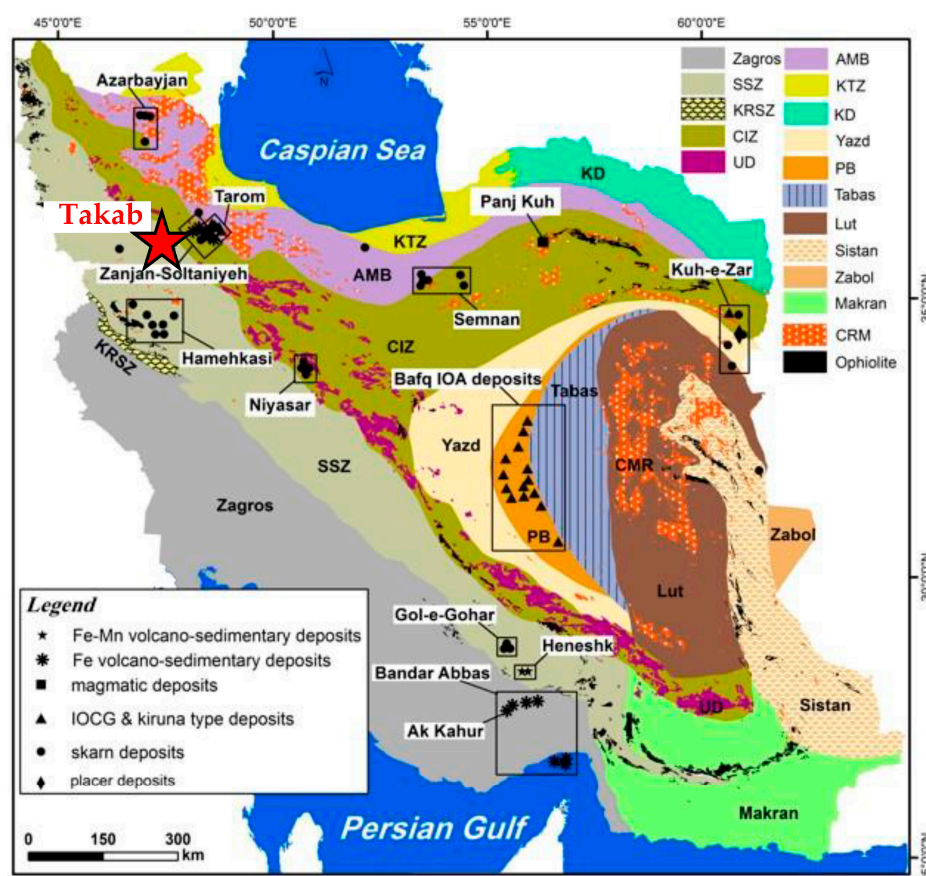 45°0'0"E
50°0'0"E
55°0'0"E
60°0'0"E
Azarbayjan
Caspian Sea
N
Zagros
SSZ
KRSZ
CIZ
UD
AMB
KTZ
KD
Yazd
PB
Tabas
Lut
Sistan
Zabol
Makran
CRM
Ophiolite
KD
Tarom
Takab
Panj Kuh
KTZ
Zanjan-Soltaniyeh
AMB
Kuh-e-Zar
Semnan
Hamehkasi
KRSZ
CIZ
Niyasar
Bafq IOA deposits
Tabas
Yazd
SSZ
CMR
Zagros
PB
Zabol
Lut
Legend
Fe-Mn volcano-sedimentary deposits
Fe volcano-sedimentary deposits
magmatic deposits
IOCG & kiruna type deposits
skarn deposits
placer deposits
Gol-e-Gohar
Heneshk
Bandar Abbas
Ak Kahur
UD
Sistan
Makran
Persian Gulf
0 150 300
km